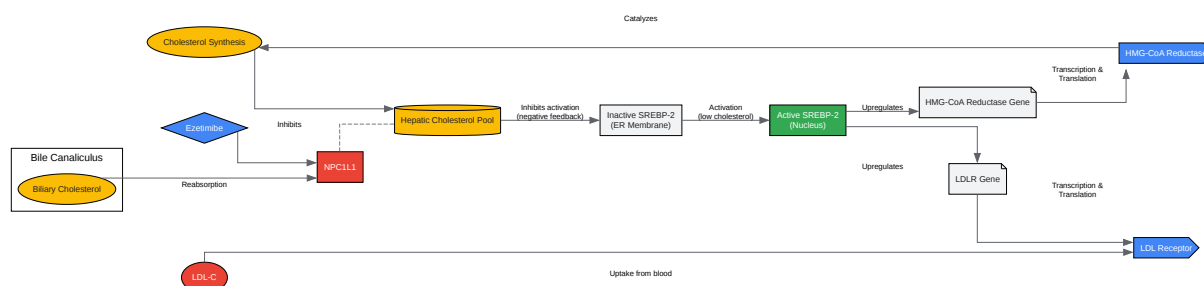 Catalyzes
Cholesterol Synthesis
HMG-CoA Reductase
Transcription &
Translation
HMG-CoA Reductase Gene
Inhibits activation
(negative feedback)
Inactive SREBP-2
(ER Membrane)
Activation
(low cholesterol)
Active SREBP-2
(Nucleus)
Upregulates
Hepatic Cholesterol Pool
Ezetimibe
Inhibits
Bile Canaliculus
NPC1L1
Biliary Cholesterol
Reabsorption
Upregulates
LDLR Gene
Transcription &
Translation
LDL Receptor
LDL-C
Uptake from blood